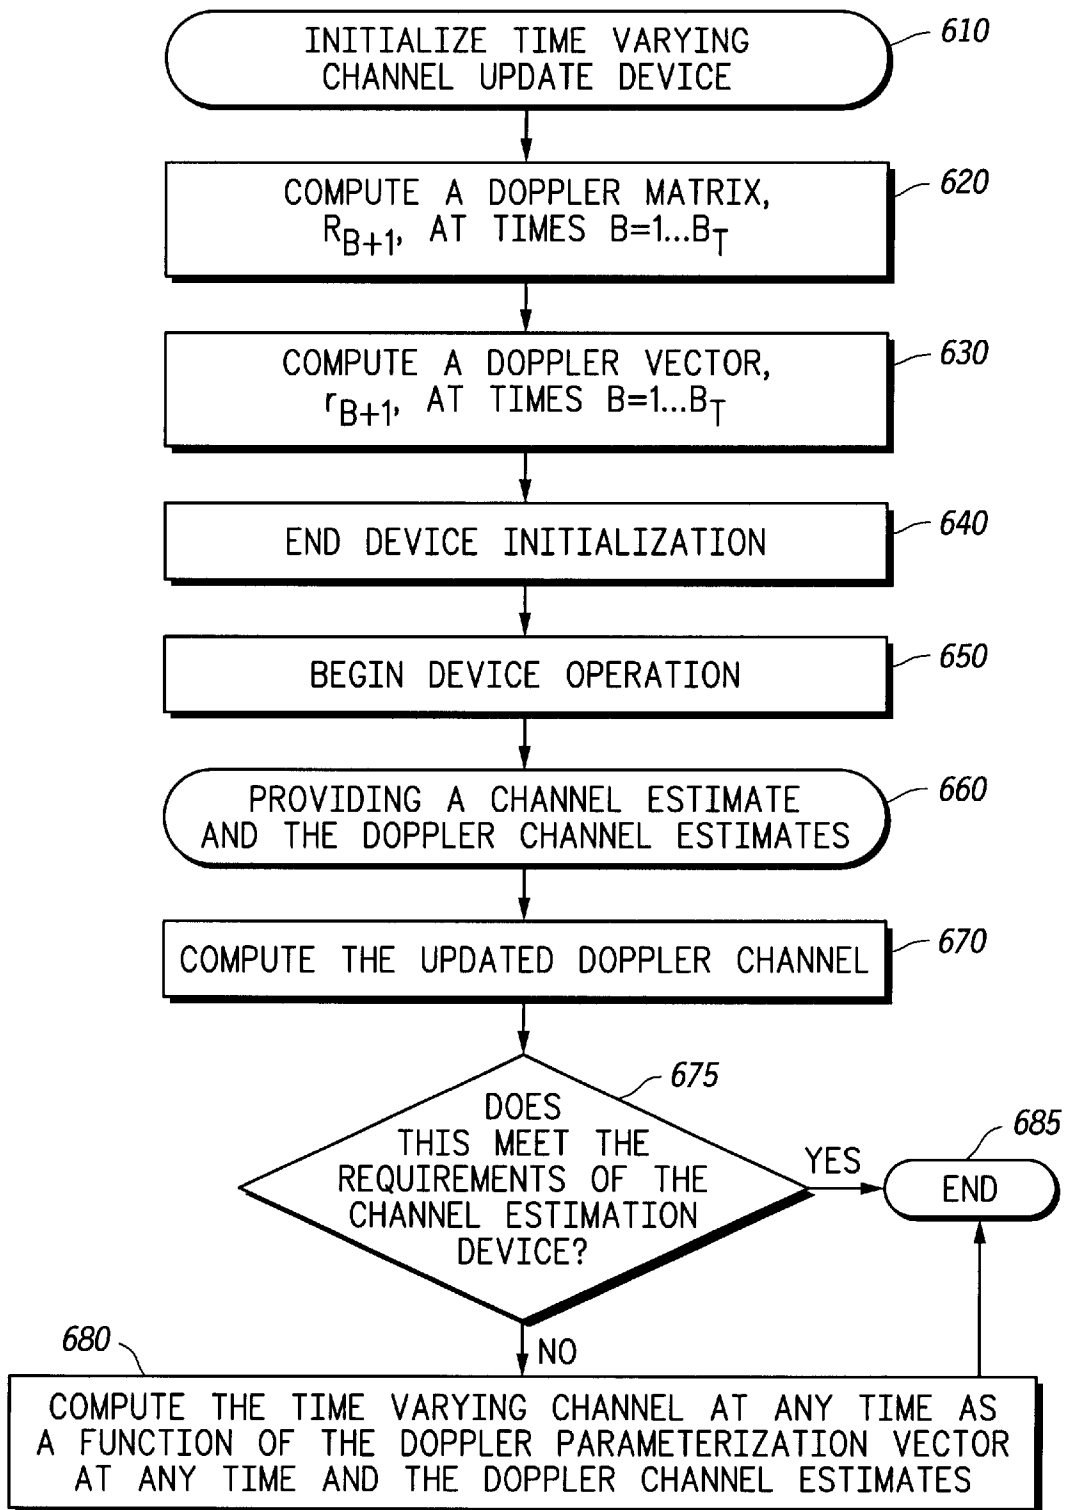 INITIALIZE TIME VARYING
CHANNEL UPDATE DEVICE
610
COMPUTE A DOPPLER MATRIX,
R_{B+1}, AT TIMES B=1...B_T
620
COMPUTE A DOPPLER VECTOR,
r_{B+1}, AT TIMES B=1...B_T
630
END DEVICE INITIALIZATION
640
BEGIN DEVICE OPERATION
650
PROVIDING A CHANNEL ESTIMATE
AND THE DOPPLER CHANNEL ESTIMATES
660
COMPUTE THE UPDATED DOPPLER CHANNEL
670
DOES
THIS MEET THE
REQUIREMENTS OF THE
CHANNEL ESTIMATION
DEVICE?
675
YES
END
685
NO
680
COMPUTE THE TIME VARYING CHANNEL AT ANY TIME AS
A FUNCTION OF THE DOPPLER PARAMETERIZATION VECTOR
AT ANY TIME AND THE DOPPLER CHANNEL ESTIMATES